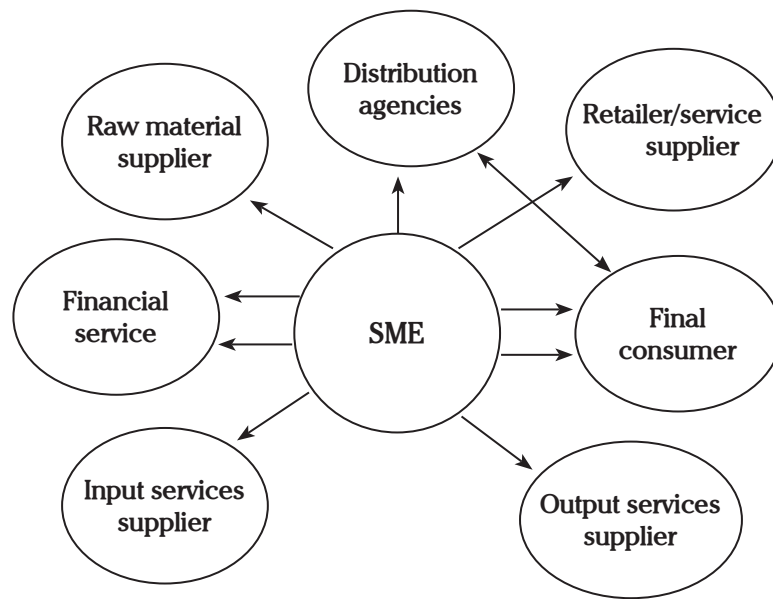 Distribution
agencies
Raw material
supplier
Retailer/service
supplier
Financial
service
SME
Final
consumer
Input services
supplier
Output services
supplier